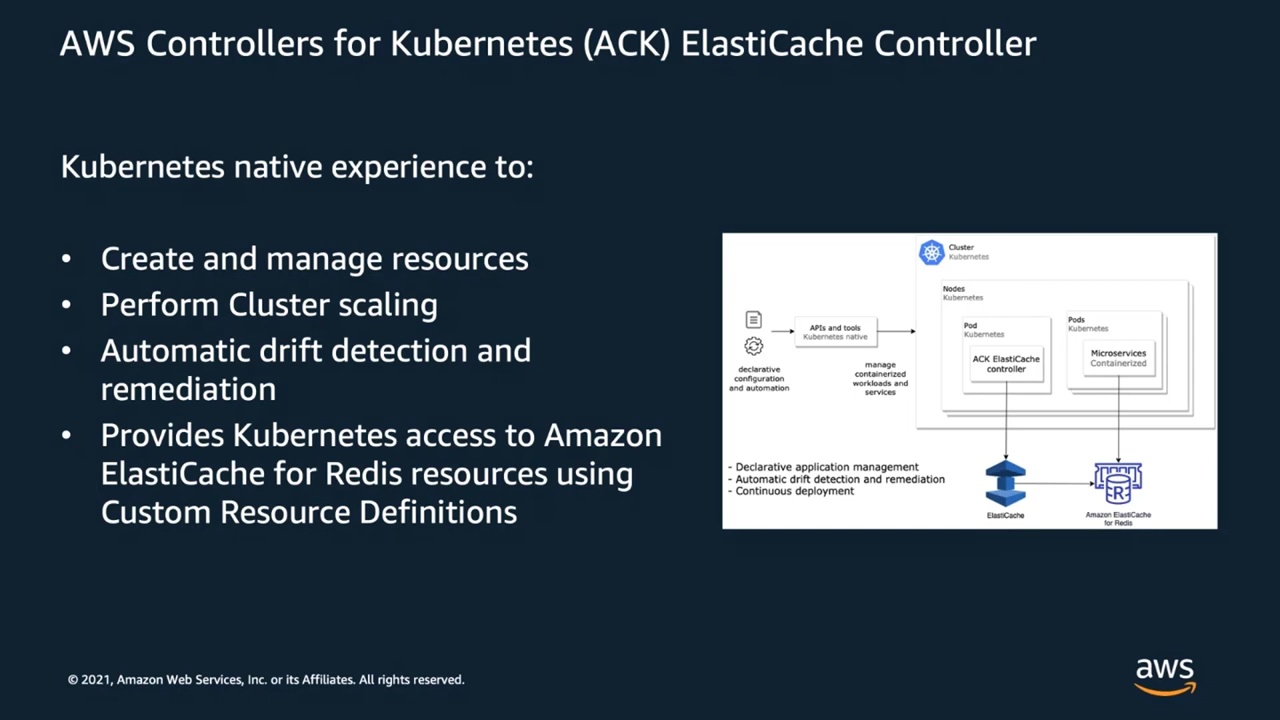 AWS Controllers for Kubernetes (ACK) ElastiCache Controller
Kubernetes native experience to:
• Create and manage resources
• Perform Cluster scaling
• Automatic drift detection and
remediation
• Provides Kubernetes access to Amazon
ElastiCache for Redis resources using
Custom Resource Definitions
Cluster
Kubernetes
Nodes
Kubernetes
Pod
Kubernetes
ACK ElastiCache
controller
Pods
Kubernetes
Microservices
Containerized
APIs and tools
Kubernetes native
declarative
configuration
and automation
manage
containerized
workloads and
services
- Declarative application management
- Automatic drift detection and remediation
- Continuous deployment
ElastiCache
R
Amazon ElastiCache
for Redis
© 2021, Amazon Web Services, Inc. or its Affiliates. All rights reserved.
aws